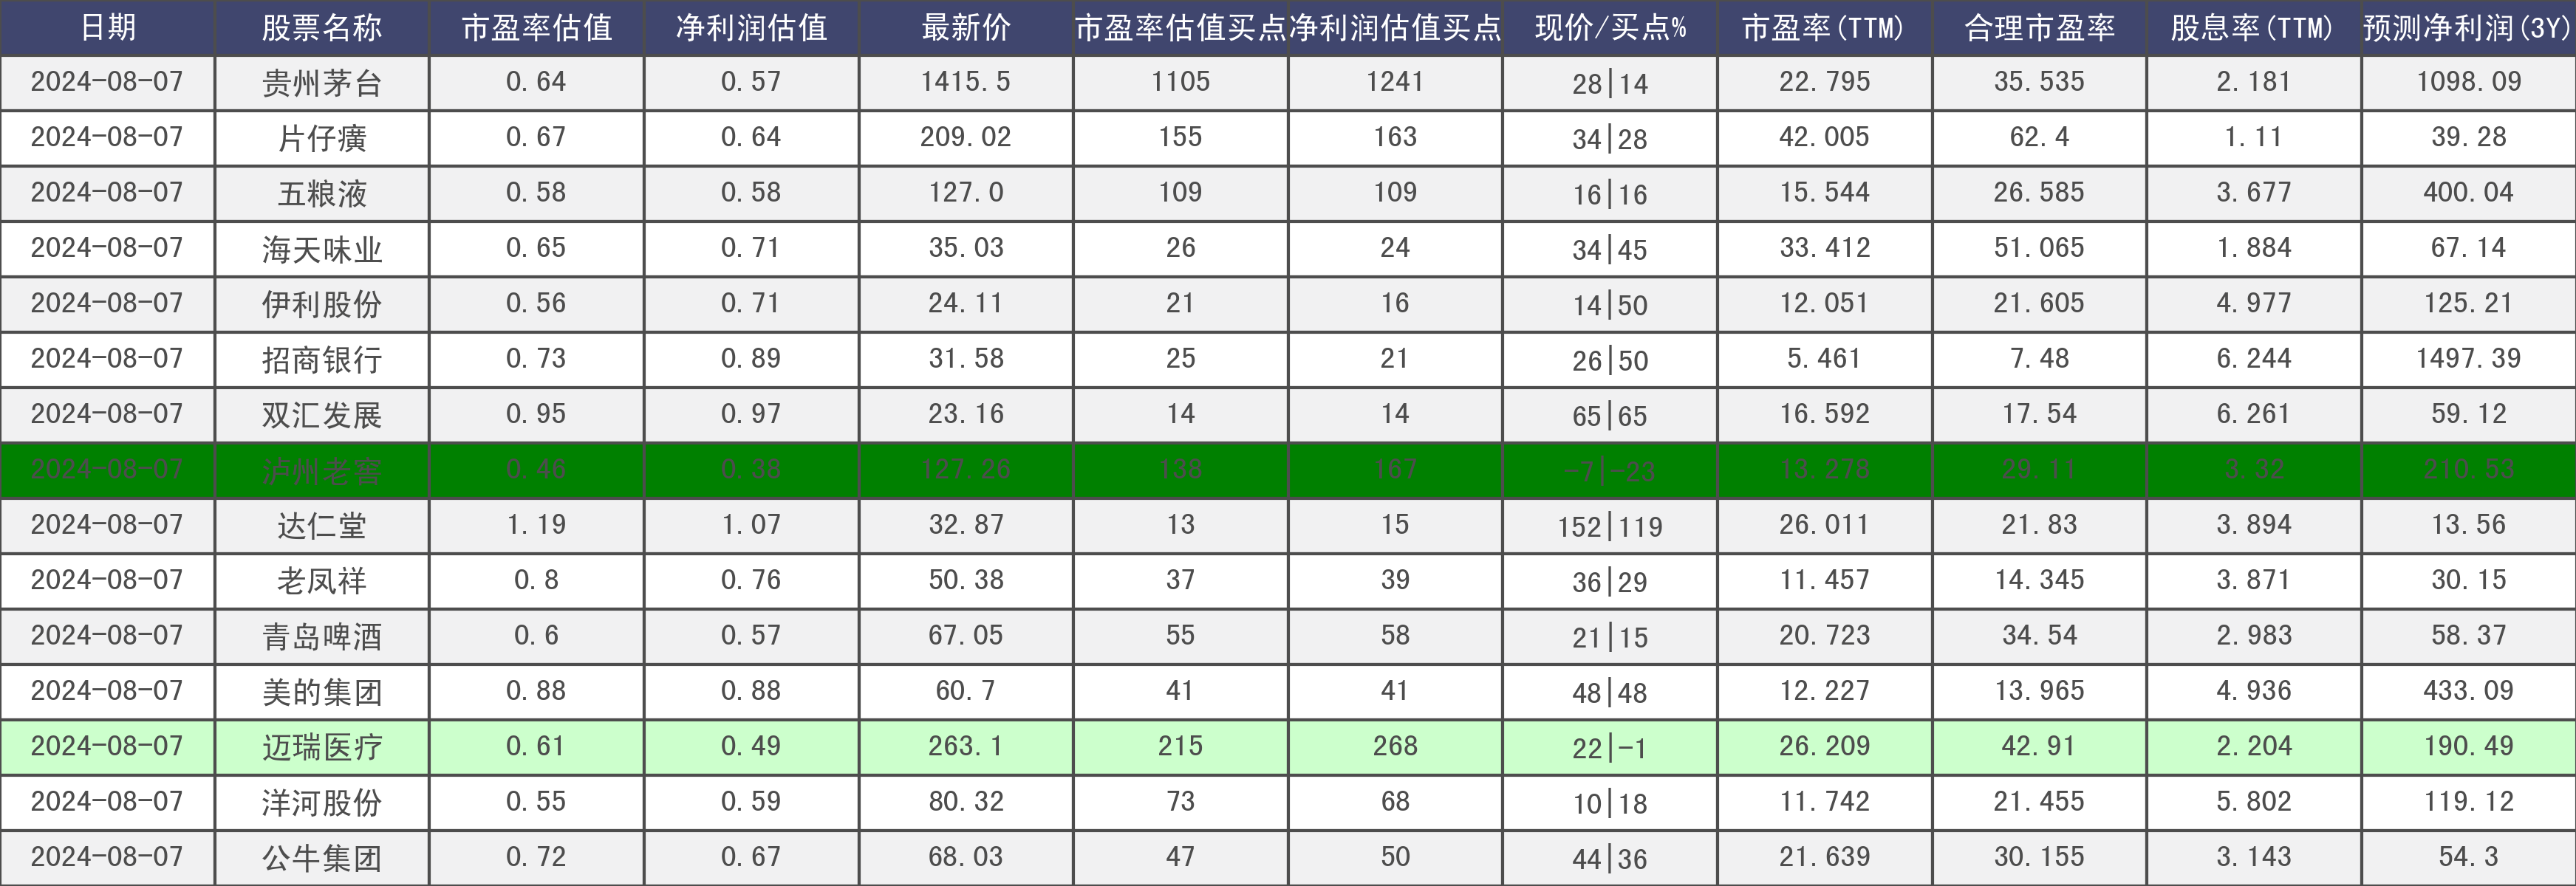 日期 股票名称 市盈率估值 净利润估值 最新价 市盈率估值买点 净利润估值买点 现价/买点% 市盈率(TTM) 合理市盈率 股息率(TTM) 预测净利润(3Y)
2024-08-07 贵州茅台 0.64 0.57 1415.5 1105 1241 28|14 22.795 35.535 2.181 1098.09
2024-08-07 片仔癀 0.67 0.64 209.02 155 163 34|28 42.005 62.4 1.11 39.28
2024-08-07 五粮液 0.58 0.58 127.0 109 109 16|16 15.544 26.585 3.677 400.04
2024-08-07 海天味业 0.65 0.71 35.03 26 24 34|45 33.412 51.065 1.884 67.14
2024-08-07 伊利股份 0.56 0.71 24.11 21 16 14|50 12.051 21.605 4.977 125.21
2024-08-07 招商银行 0.73 0.89 31.58 25 21 26|50 5.461 7.48 6.244 1497.39
2024-08-07 双汇发展 0.95 0.97 23.16 14 14 65|65 16.592 17.54 6.261 59.12
2024-08-07 泸州老窖 0.46 0.38 127.26 138 167 -7|-23 13.278 29.11 3.32 210.53
2024-08-07 达仁堂 1.19 1.07 32.87 13 15 152|119 26.011 21.83 3.894 13.56
2024-08-07 老凤祥 0.8 0.76 50.38 37 39 36|29 11.457 14.345 3.871 30.15
2024-08-07 青岛啤酒 0.6 0.57 67.05 55 58 21|15 20.723 34.54 2.983 58.37
2024-08-07 美的集团 0.88 0.88 60.7 41 41 48|48 12.227 13.965 4.936 433.09
2024-08-07 迈瑞医疗 0.61 0.49 263.1 215 268 22|-1 26.209 42.91 2.204 190.49
2024-08-07 洋河股份 0.55 0.59 80.32 73 68 10|18 11.742 21.455 5.802 119.12
2024-08-07 公牛集团 0.72 0.67 68.03 47 50 44|36 21.639 30.155 3.143 54.3